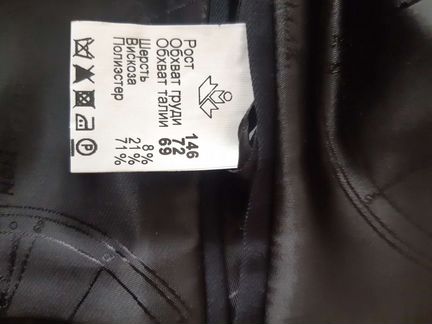 Рост 146
Обхват груди 72
Обхват талии 69
Шерсть 8%
Вискоза 21%
Полиэстер 71%
P